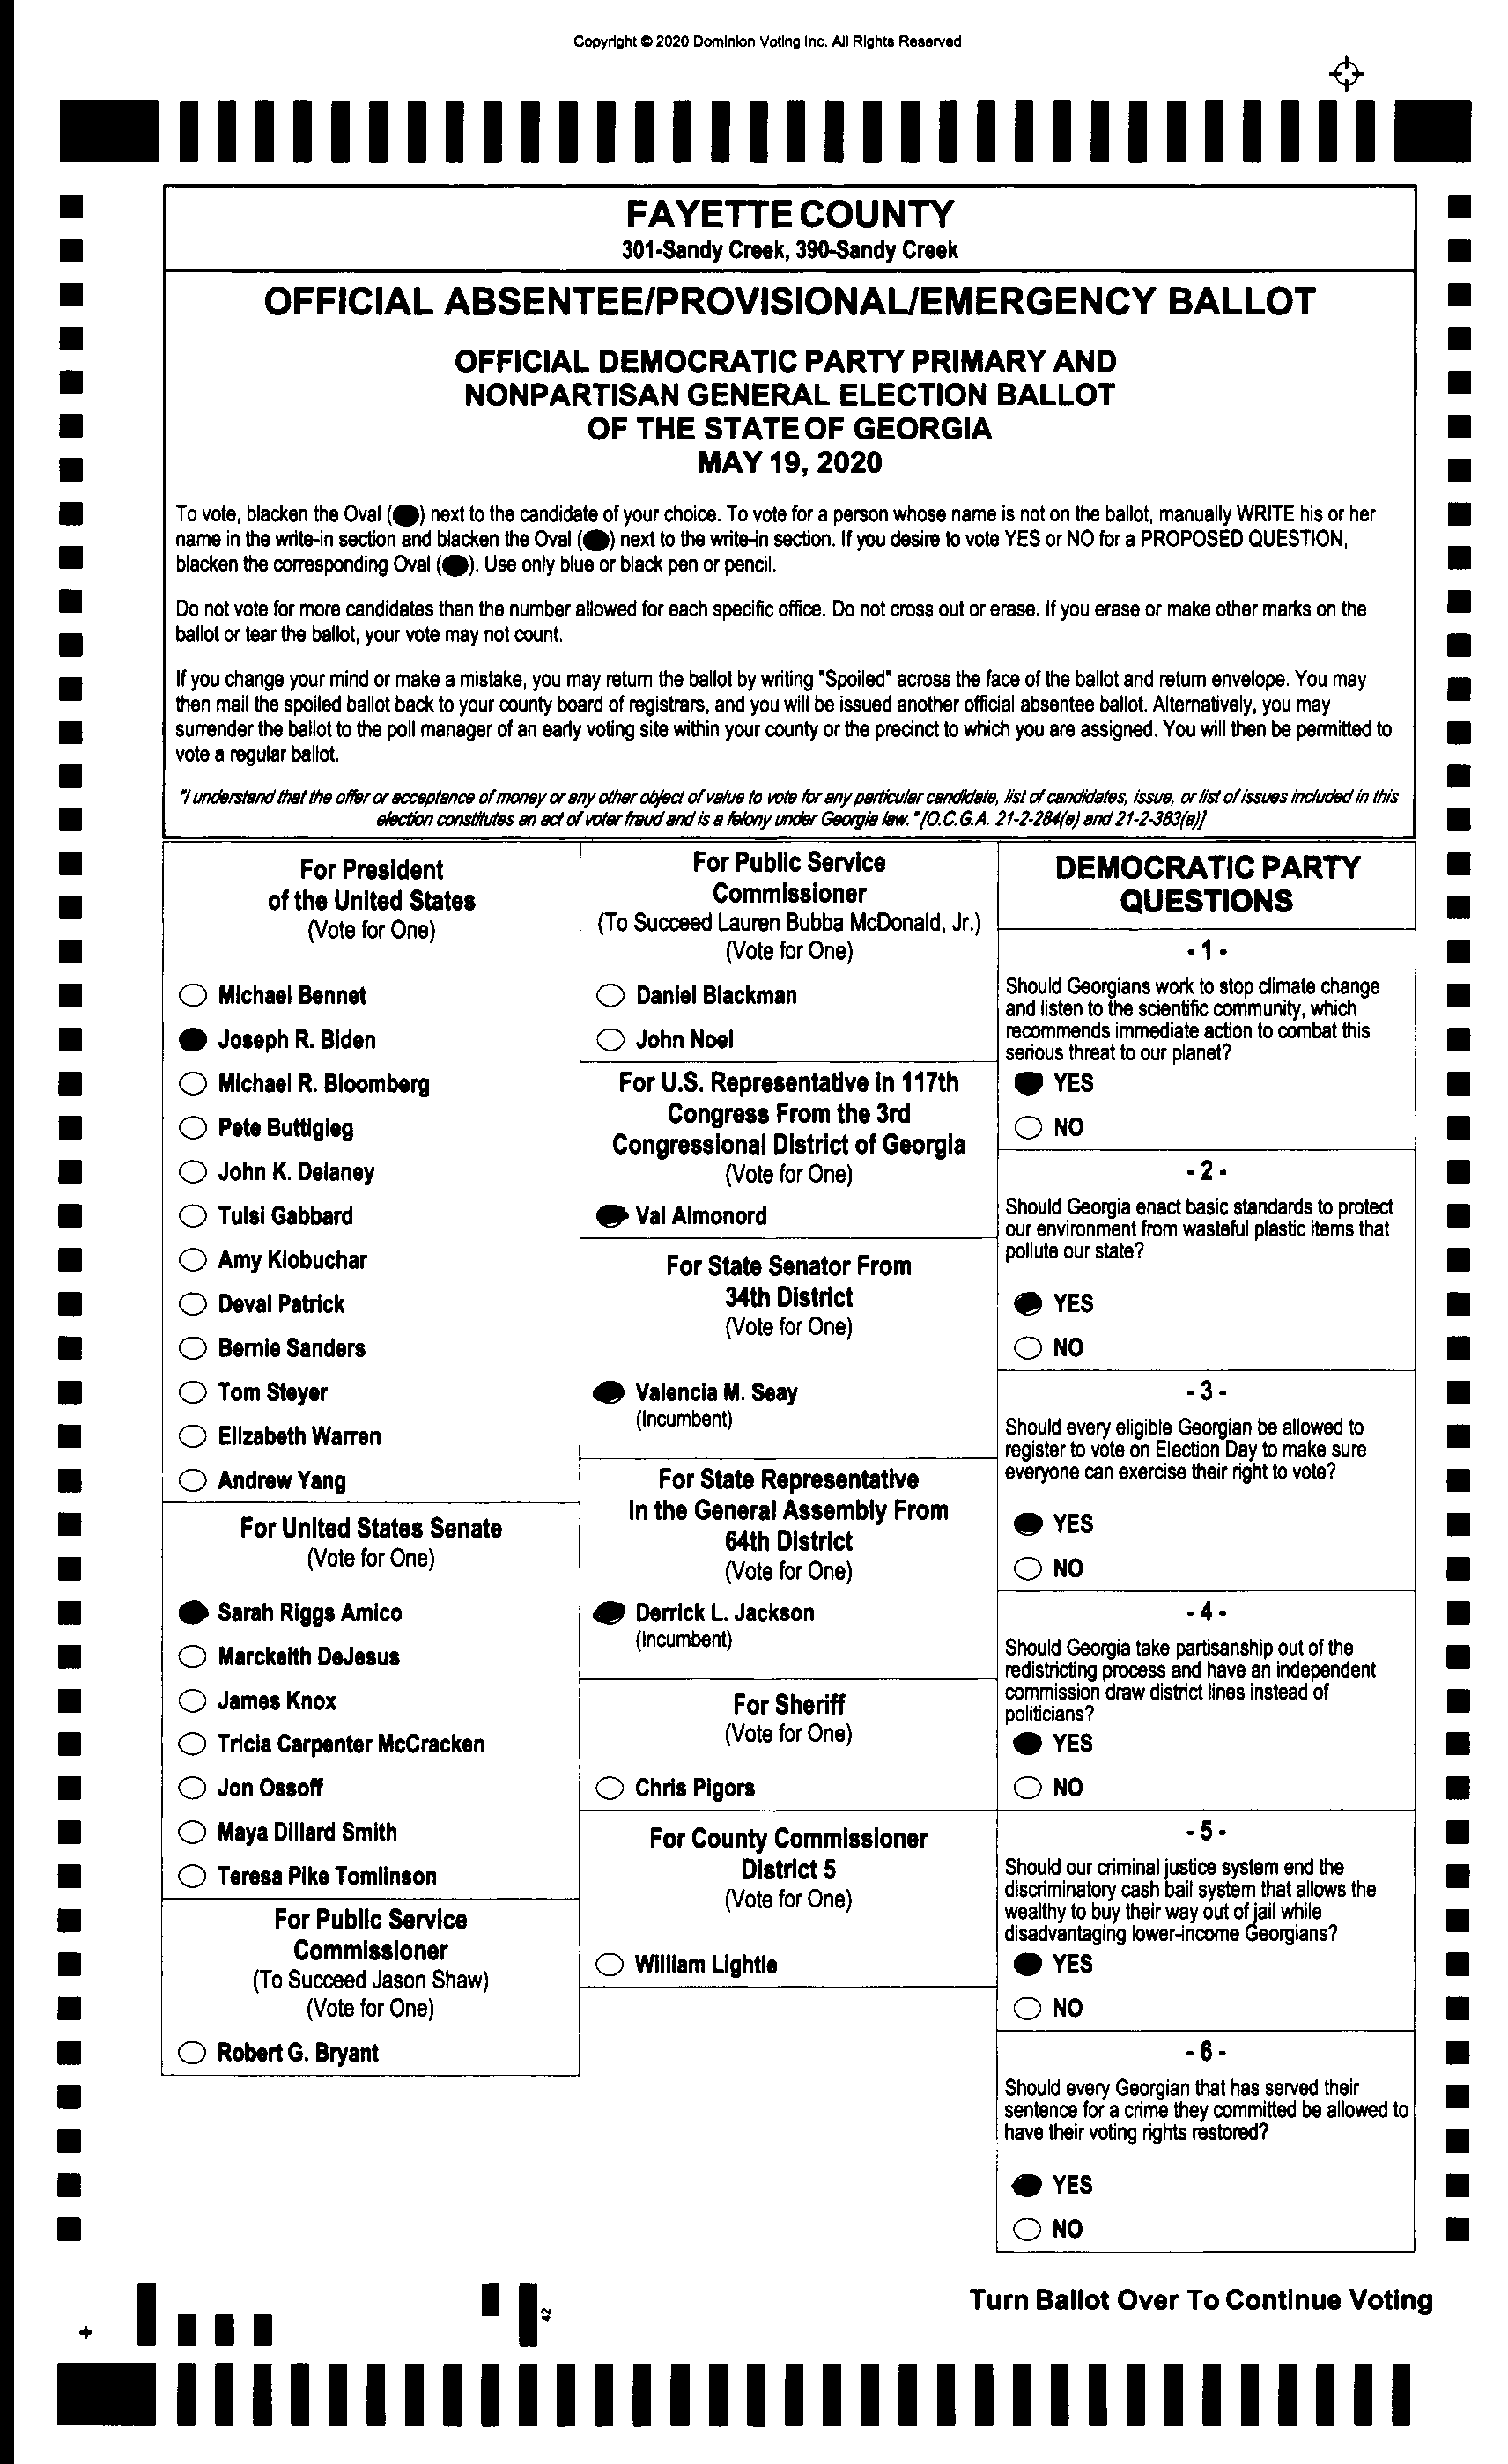 Copyright © 2020 Dominion Voting Inc. All Rights Reserved
FAYETTE COUNTY
301-Sandy Creek, 390-Sandy Creek
OFFICIAL ABSENTEE/PROVISIONAL/EMERGENCY BALLOT
OFFICIAL DEMOCRATIC PARTY PRIMARY AND
NONPARTISAN GENERAL ELECTION BALLOT
OF THE STATE OF GEORGIA
MAY 19, 2020
To vote, blacken the Oval (●) next to the candidate of your choice. To vote for a person whose name is not on the ballot, manually WRITE his or her
name in the write-in section and blacken the Oval (●) next to the write-in section. If you desire to vote YES or NO for a PROPOSED QUESTION,
blacken the corresponding Oval (●). Use only blue or black pen or pencil.
Do not vote for more candidates than the number allowed for each specific office. Do not cross out or erase. If you erase or make other marks on the
ballot or tear the ballot, your vote may not count.
If you change your mind or make a mistake, you may return the ballot by writing "Spoiled" across the face of the ballot and return envelope. You may
then mail the spoiled ballot back to your county board of registrars, and you will be issued another official absentee ballot. Alternatively, you may
surrender the ballot to the poll manager of an early voting site within your county or the precinct to which you are assigned. You will then be permitted to
vote a regular ballot.
"I understand that the offer or acceptance of money or any other object of value to vote for any particular candidate, list of candidates, issue, or list of issues included in this
election constitutes an act of voter fraud and is a felony under Georgia law." [O.C.G.A. 21-2-284(e) and 21-2-383(a)]
For President
of the United States
(Vote for One)
Michael Bennet
Joseph R. Biden
Michael R. Bloomberg
Pete Buttigieg
John K. Delaney
Tulsi Gabbard
Amy Klobuchar
Deval Patrick
Bernie Sanders
Tom Steyer
Elizabeth Warren
Andrew Yang
For United States Senate
(Vote for One)
Sarah Riggs Amico
Marckeith DeJesus
James Knox
Tricia Carpenter McCracken
Jon Ossoff
Maya Dillard Smith
Teresa Pike Tomlinson
For Public Service
Commissioner
(To Succeed Jason Shaw)
(Vote for One)
Robert G. Bryant
For Public Service
Commissioner
(To Succeed Lauren Bubba McDonald, Jr.)
(Vote for One)
Daniel Blackman
John Noel
For U.S. Representative in 117th
Congress From the 3rd
Congressional District of Georgia
(Vote for One)
Val Almonord
For State Senator From
34th District
(Vote for One)
Valencia M. Seay
(Incumbent)
For State Representative
In the General Assembly From
64th District
(Vote for One)
Derrick L. Jackson
(Incumbent)
For Sheriff
(Vote for One)
Chris Pigors
For County Commissioner
District 5
(Vote for One)
William Lightle
DEMOCRATIC PARTY
QUESTIONS
- 1 -
Should Georgians work to stop climate change
and listen to the scientific community, which
recommends immediate action to combat this
serious threat to our planet?
YES
NO
- 2 -
Should Georgia enact basic standards to protect
our environment from wasteful plastic items that
pollute our state?
YES
NO
- 3 -
Should every eligible Georgian be allowed to
register to vote on Election Day to make sure
everyone can exercise their right to vote?
YES
NO
- 4 -
Should Georgia take partisanship out of the
redistricting process and have an independent
commission draw district lines instead of
politicians?
YES
NO
- 5 -
Should our criminal justice system end the
discriminatory cash bail system that allows the
wealthy to buy their way out of jail while
disadvantaging lower-income Georgians?
YES
NO
- 6 -
Should every Georgian that has served their
sentence for a crime they committed be allowed to
have their voting rights restored?
YES
NO
Turn Ballot Over To Continue Voting
42